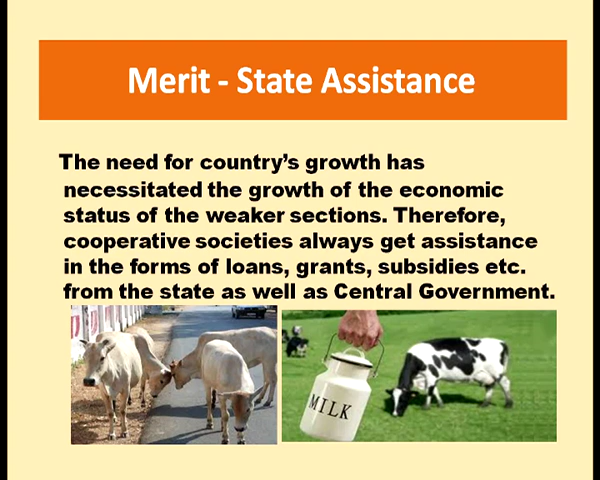 Merit - State Assistance
The need for country's growth has
necessitated the growth of the economic
status of the weaker sections. Therefore,
cooperative societies always get assistance
in the forms of loans, grants, subsidies etc.
from the state as well as Central Government.
MILK